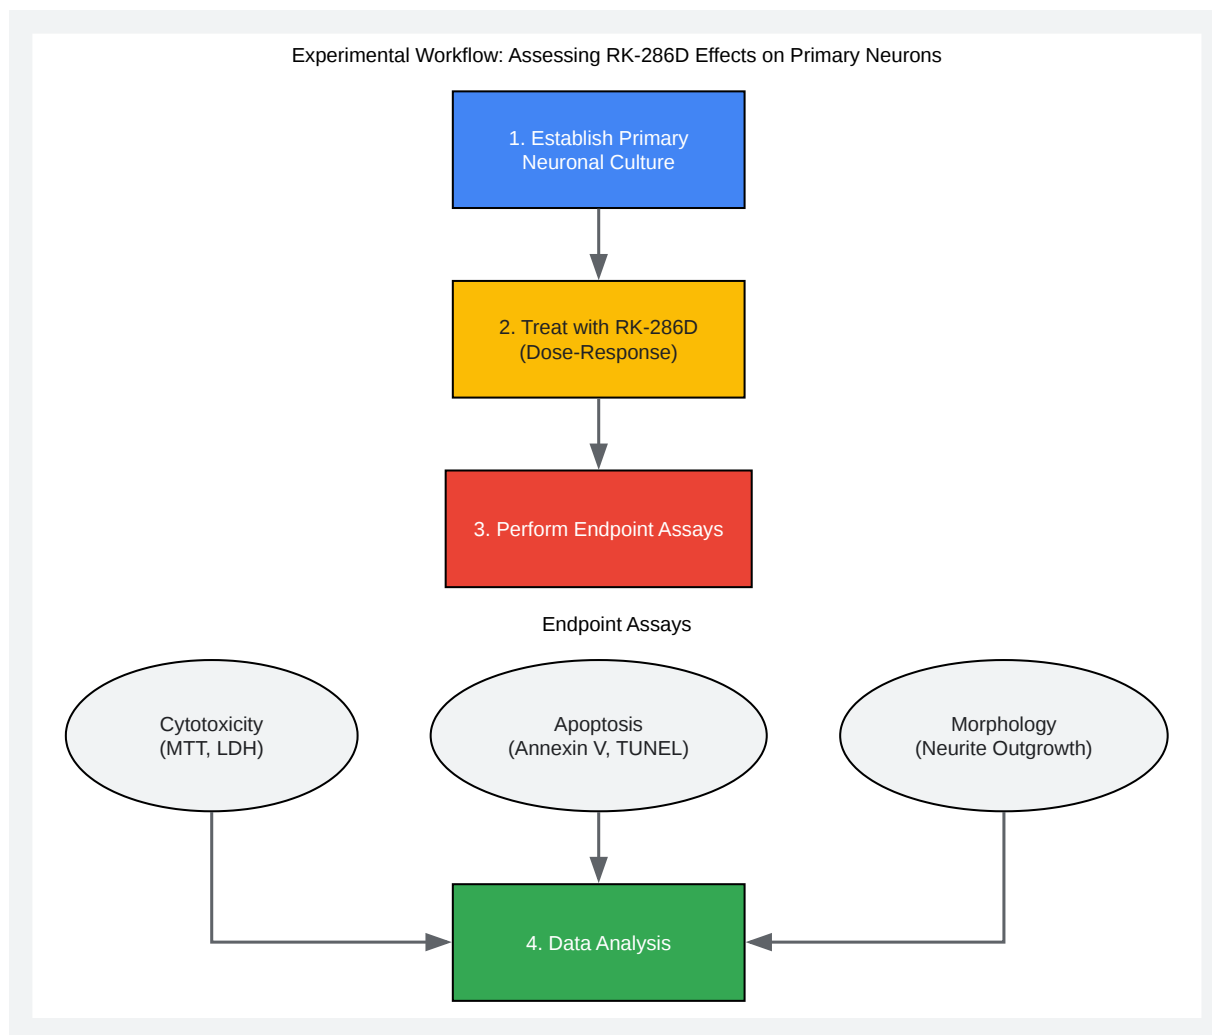 Experimental Workflow: Assessing RK-286D Effects on Primary Neurons
1. Establish Primary
Neuronal Culture
2. Treat with RK-286D
(Dose-Response)
3. Perform Endpoint Assays
Endpoint Assays
Cytotoxicity
(MTT, LDH)
Apoptosis
(Annexin V, TUNEL)
Morphology
(Neurite Outgrowth)
4. Data Analysis